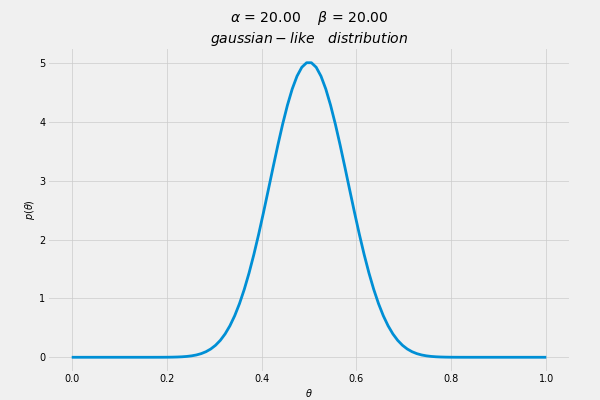 α = 20.00 β = 20.00
gaussian − like distribution
5
4
3
2
1
0
p(θ)
0.0 0.2 0.4 0.6 0.8 1.0
θ